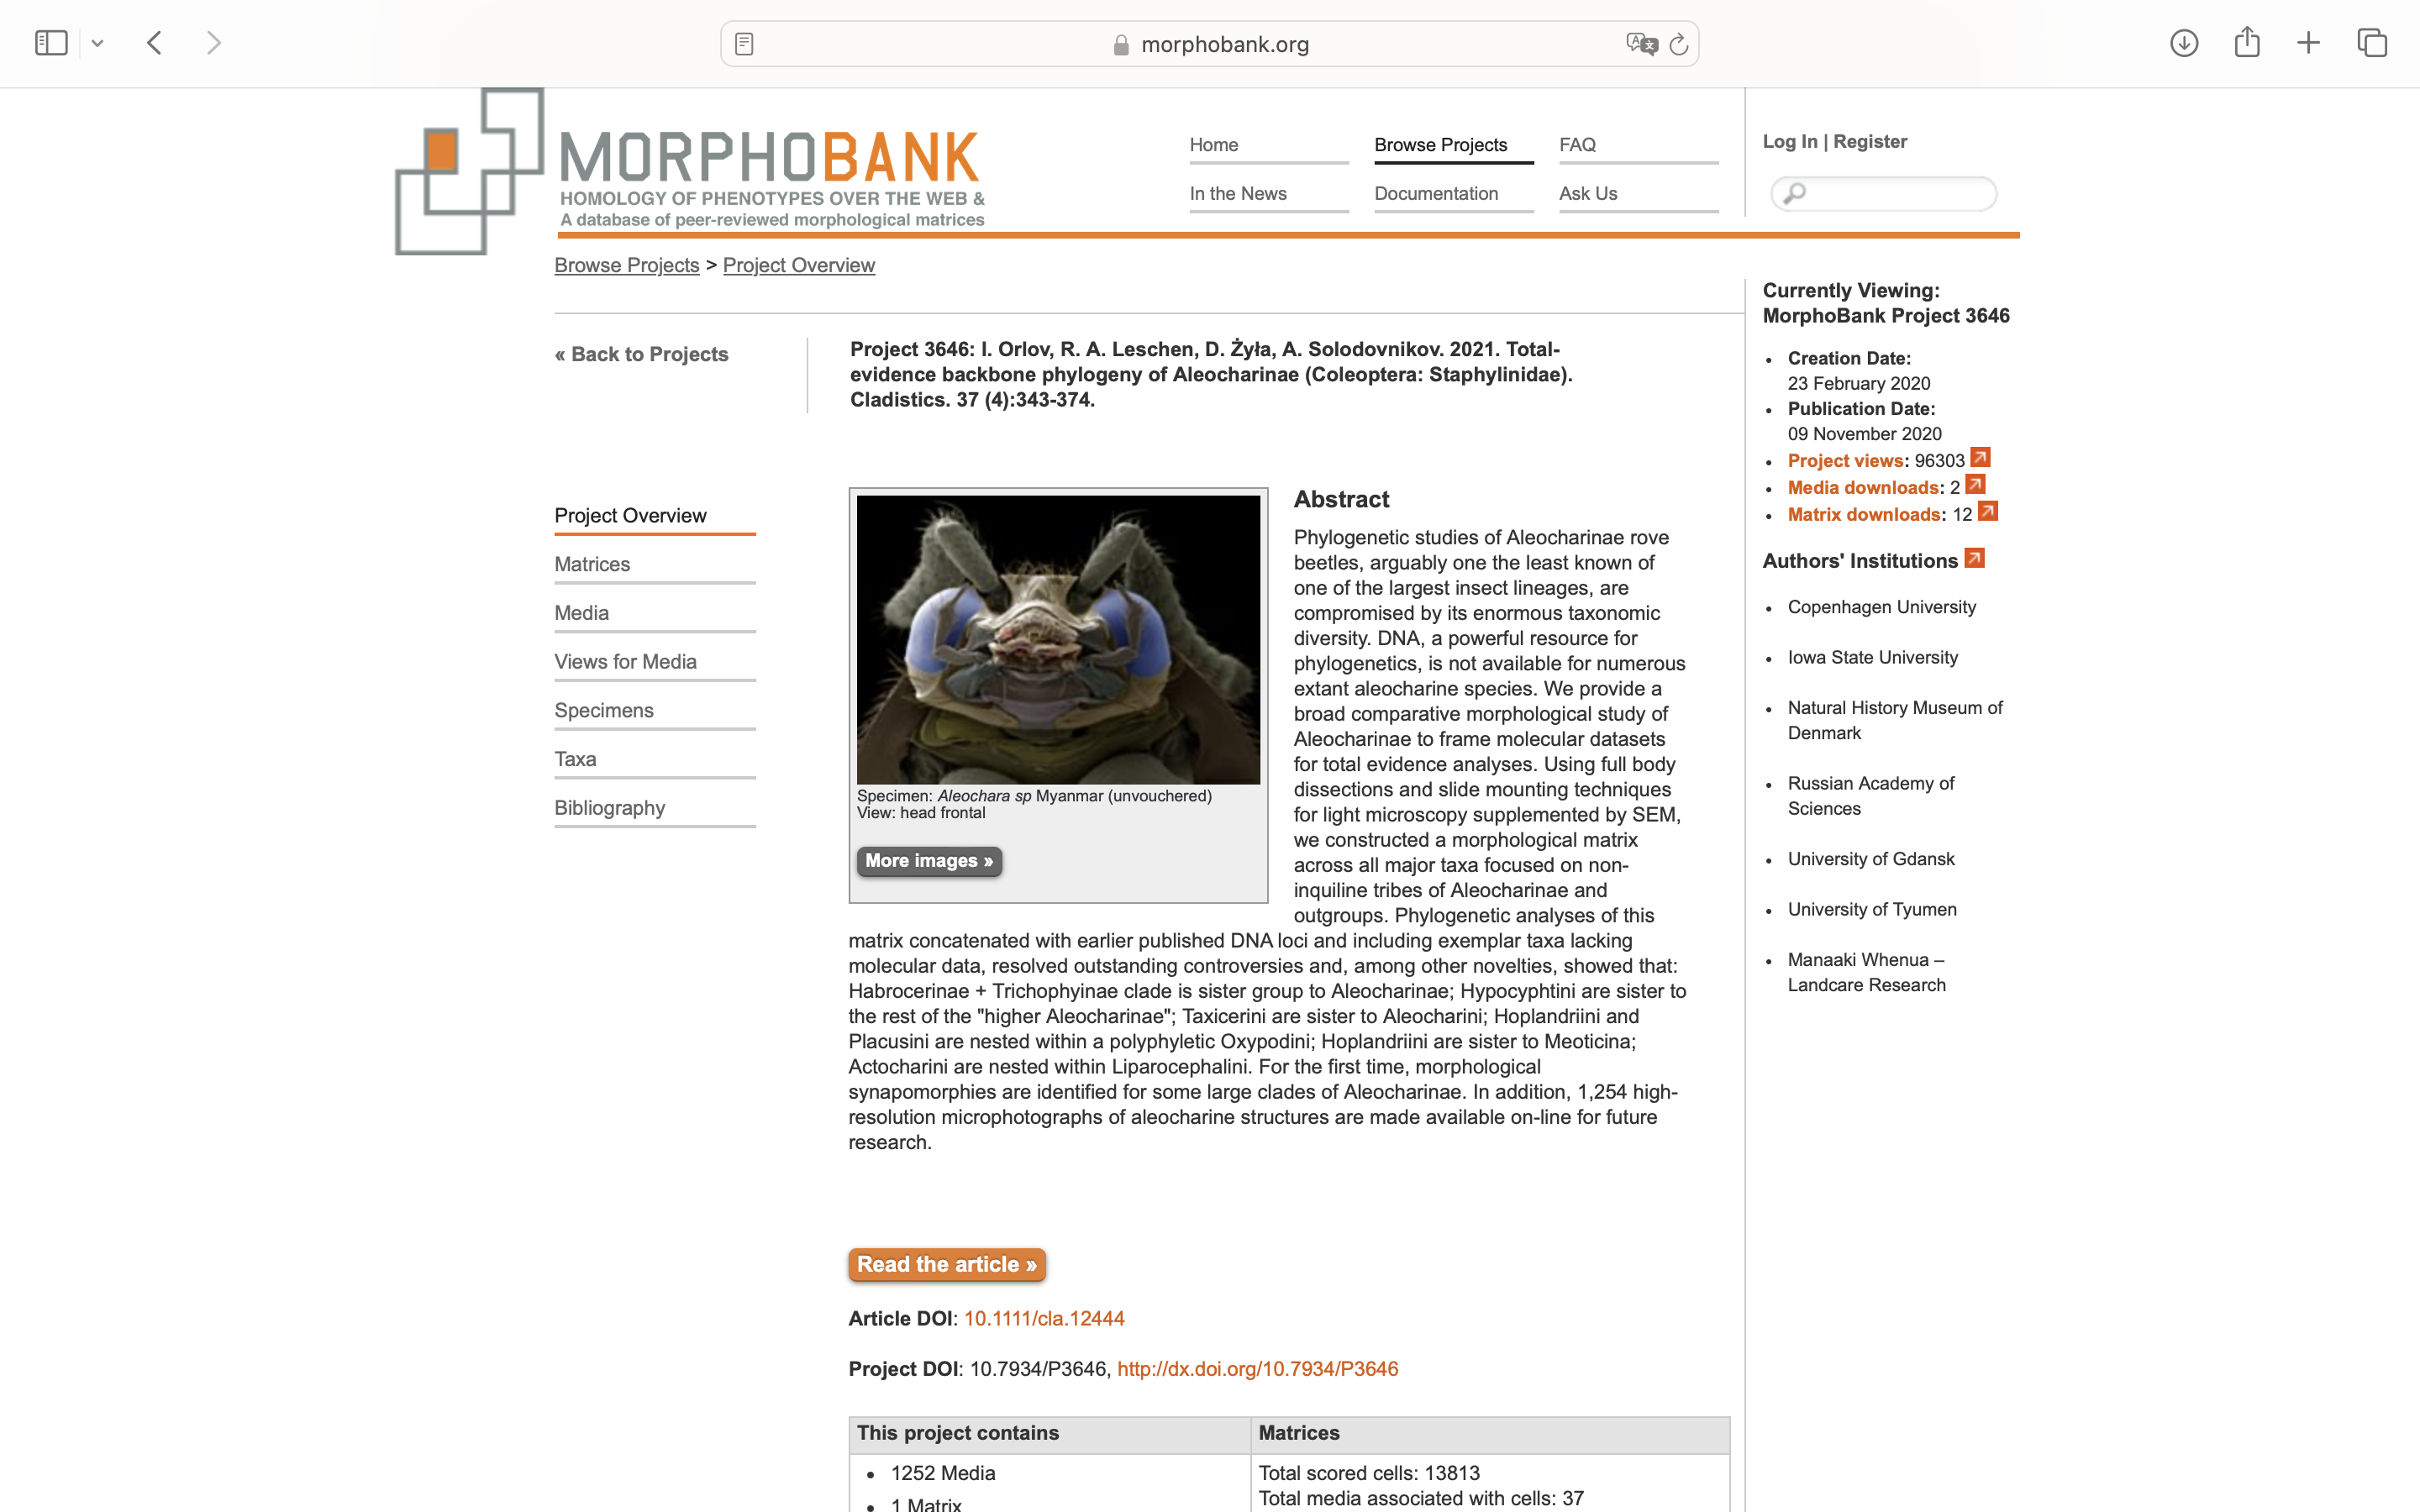 morphobank.org
MORPHOBANK
HOMOLOGY OF PHENOTYPES OVER THE WEB &
A database of peer-reviewed morphological matrices
Home
Browse Projects
FAQ
In the News
Documentation
Ask Us
Log In | Register
Browse Projects > Project Overview
« Back to Projects
Project 3646: I. Orlov, R. A. Leschen, D. Żyła, A. Solodovnikov. 2021. Total-
evidence backbone phylogeny of Aleocharinae (Coleoptera: Staphylinidae).
Cladistics. 37 (4):343-374.
Project Overview
Matrices
Media
Views for Media
Specimens
Taxa
Bibliography
Specimen: Aleochara sp Myanmar (unvouchered)
View: head frontal
More images »
Abstract
Phylogenetic studies of Aleocharinae rove
beetles, arguably one the least known of
one of the largest insect lineages, are
compromised by its enormous taxonomic
diversity. DNA, a powerful resource for
phylogenetics, is not available for numerous
extant aleocharine species. We provide a
broad comparative morphological study of
Aleocharinae to frame molecular datasets
for total evidence analyses. Using full body
dissections and slide mounting techniques
for light microscopy supplemented by SEM,
we constructed a morphological matrix
across all major taxa focused on non-
inquiline tribes of Aleocharinae and
outgroups. Phylogenetic analyses of this
matrix concatenated with earlier published DNA loci and including exemplar taxa lacking
molecular data, resolved outstanding controversies and, among other novelties, showed that:
Habrocerinae + Trichophyinae clade is sister group to Aleocharinae; Hypocyphtini are sister to
the rest of the "higher Aleocharinae"; Taxicerini are sister to Aleocharini; Hoplandriini and
Placusini are nested within a polyphyletic Oxypodini; Hoplandriini are sister to Meoticina;
Actocharini are nested within Liparocephalini. For the first time, morphological
synapomorphies are identified for some large clades of Aleocharinae. In addition, 1,254 high-
resolution microphotographs of aleocharine structures are made available on-line for future
research.
Read the article »
Article DOI: 10.1111/cla.12444
Project DOI: 10.7934/P3646, http://dx.doi.org/10.7934/P3646
This project contains
Matrices
• 1252 Media
• 1 Matrix
Total scored cells: 13813
Total media associated with cells: 37
Currently Viewing:
MorphoBank Project 3646
• Creation Date:
23 February 2020
• Publication Date:
09 November 2020
• Project views: 96303
• Media downloads: 2
• Matrix downloads: 12
Authors' Institutions
• Copenhagen University
• Iowa State University
• Natural History Museum of
Denmark
• Russian Academy of
Sciences
• University of Gdansk
• University of Tyumen
• Manaaki Whenua –
Landcare Research